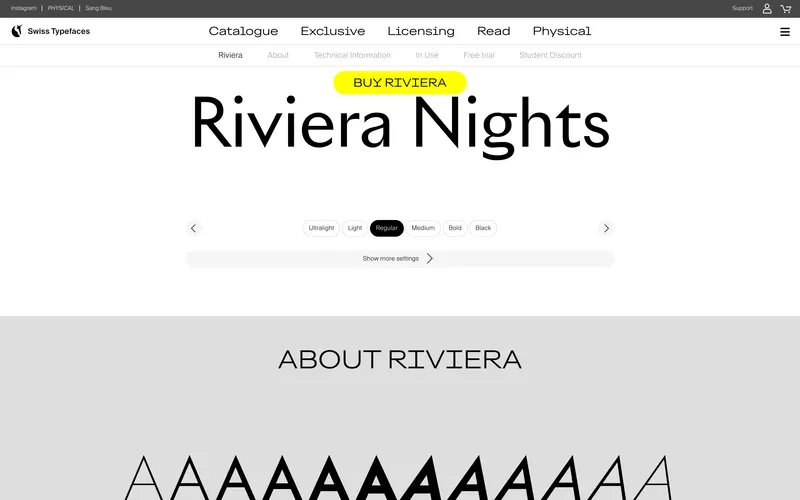 Instagram | PHYSICAL | Sang Bleu Support
Swiss Typefaces Catalogue Exclusive Licensing Read Physical
Riviera About Technical Information In Use Free trial Student Discount
BUY RIVIERA
Riviera Nights
Ultralight Light Regular Medium Bold Black
Show more settings
ABOUT RIVIERA
AAAAAAAAAAAA